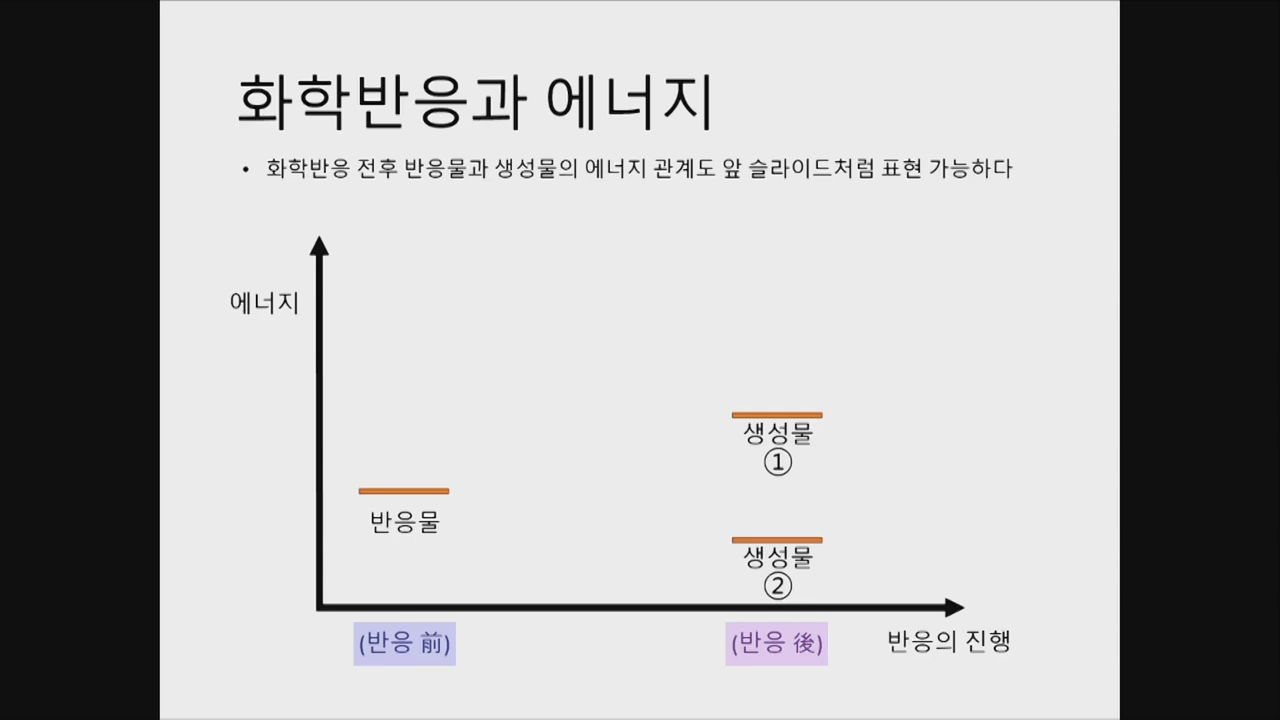 화학반응과 에너지
• 화학반응 전후 반응물과 생성물의 에너지 관계도 앞 슬라이드처럼 표현 가능하다
에너지
생성물
①
반응물
생성물
②
(반응 前)
(반응 後)
반응의 진행